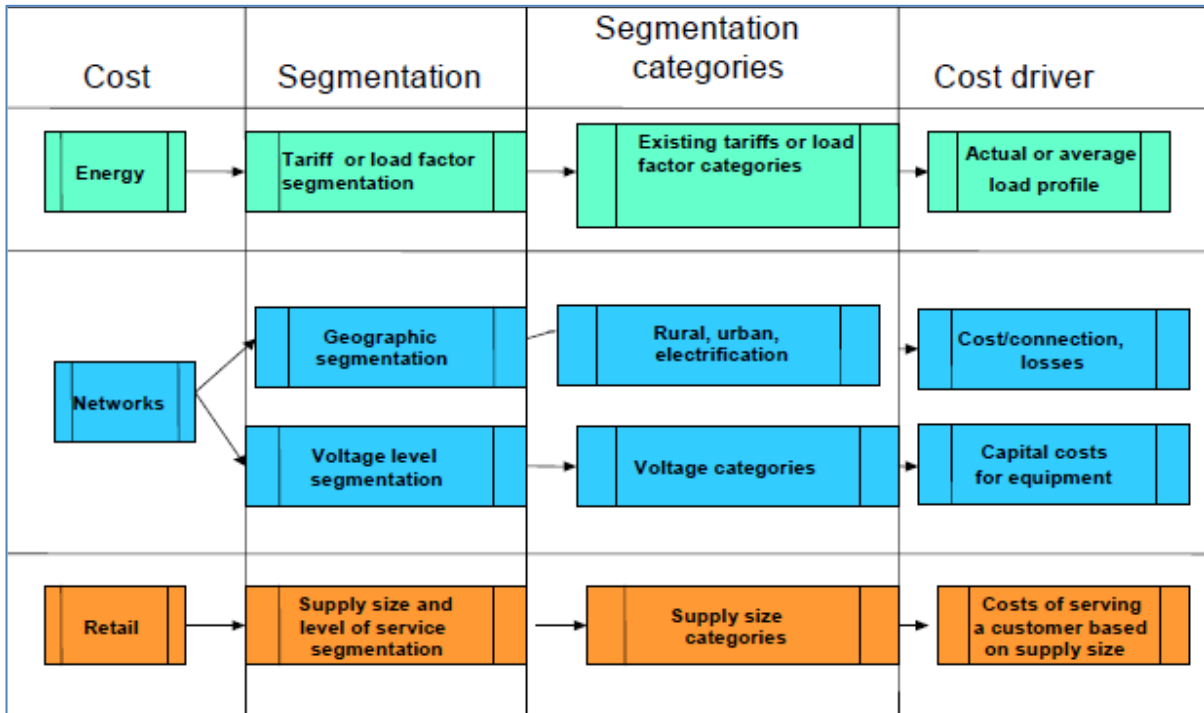 Cost
Segmentation
Segmentation
categories
Cost driver
Energy
Tariff or load factor
segmentation
Existing tariffs or load
factor categories
Actual or average
load profile
Networks
Geographic
segmentation
Rural, urban,
electrification
Cost/connection,
losses
Voltage level
segmentation
Voltage categories
Capital costs
for equipment
Retail
Supply size and
level of service
segmentation
Supply size
categories
Costs of serving
a customer based
on supply size